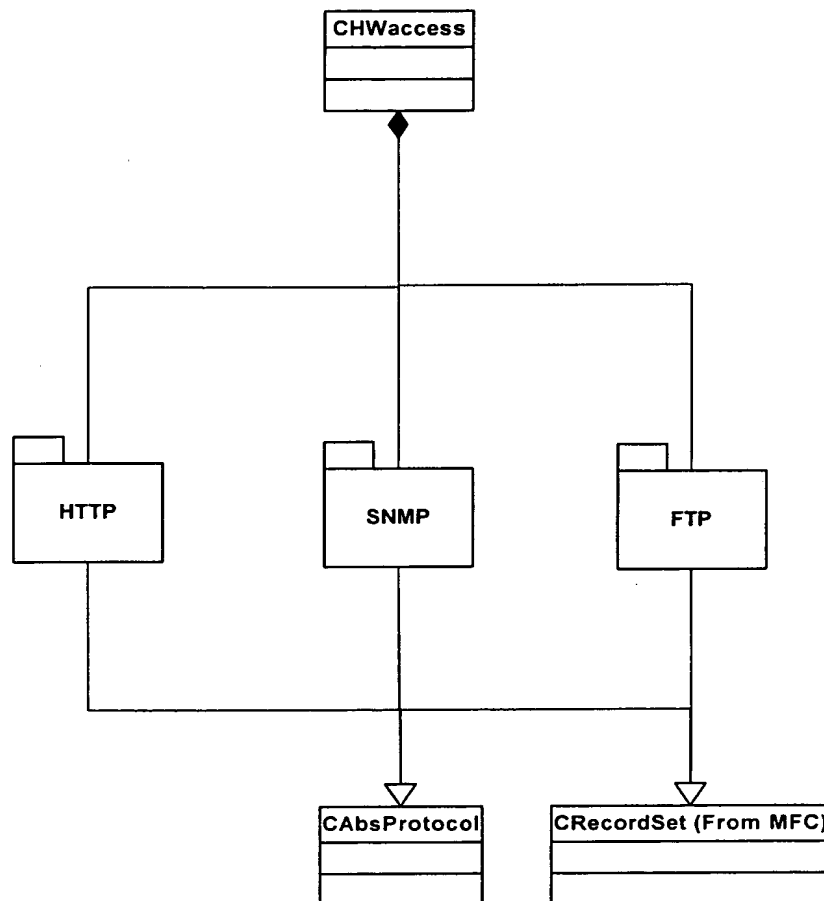 CHWaccess
HTTP
SNMP
FTP
CAbsProtocol
CRecordSet (From MFC)